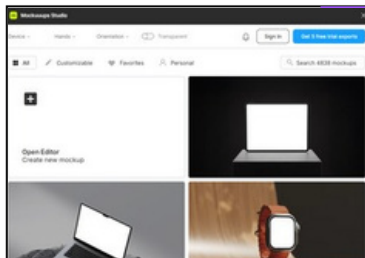 Mockuuups Studio
Device
Hands
Orientation
Transparent
Sign in
Get 3 free trial exports
All
Customizable
Favorites
Personal
Search 4838 mockups
Open Editor
Create new mockup